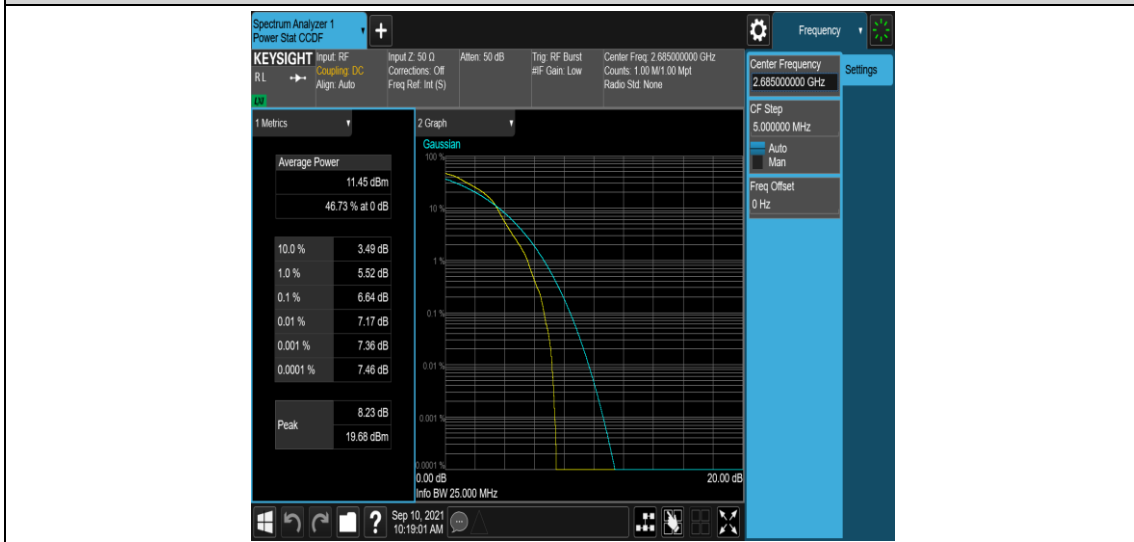 Spectrum Analyzer 1
Power Stat CCDF
Frequency
KEYSIGHT
RL
LXI
Input: RF
Coupling: DC
Align: Auto
Input Z: 50 Ω
Corrections: Off
Freq Ref: Int (S)
Atten: 50 dB
Trig: RF Burst
#IF Gain: Low
Center Freq: 2.685000000 GHz
Counts: 1.00 M/1.00 Mpt
Radio Std: None
Center Frequency
2.685000000 GHz
Settings
CF Step
5.000000 MHz
Auto
Man
Freq Offset
0 Hz
1 Metrics
Average Power
11.45 dBm
46.73 % at 0 dB
10.0 % 3.49 dB
1.0 % 5.52 dB
0.1 % 6.64 dB
0.01 % 7.17 dB
0.001 % 7.36 dB
0.0001 % 7.46 dB
Peak
8.23 dB
19.68 dBm
2 Graph
Gaussian
100 %
10 %
1 %
0.1 %
0.01 %
0.001 %
0.0001 %
0.00 dB 20.00 dB
Info BW 25.000 MHz
Sep 10, 2021
10:19:01 AM